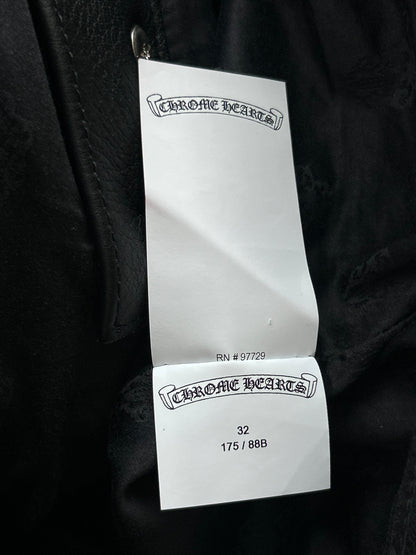 CHROME HEARTS
RN # 97729
CHROME HEARTS
32
175 / 88B